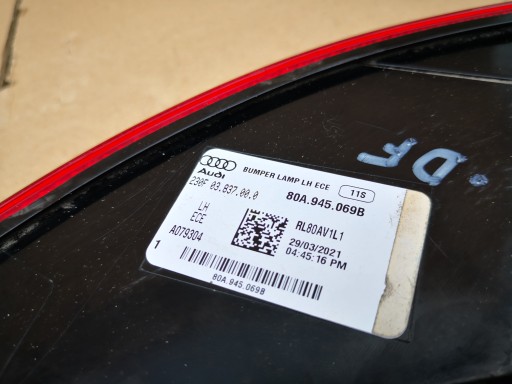 Audi
BUMPER LAMP LH ECE 11S
230F 03.837.00.0
80A.945.069B
LH
ECE
RL80AV1L1
A079304
29/03/2021
04:45:16 PM
1
80A.945.069B
.DF